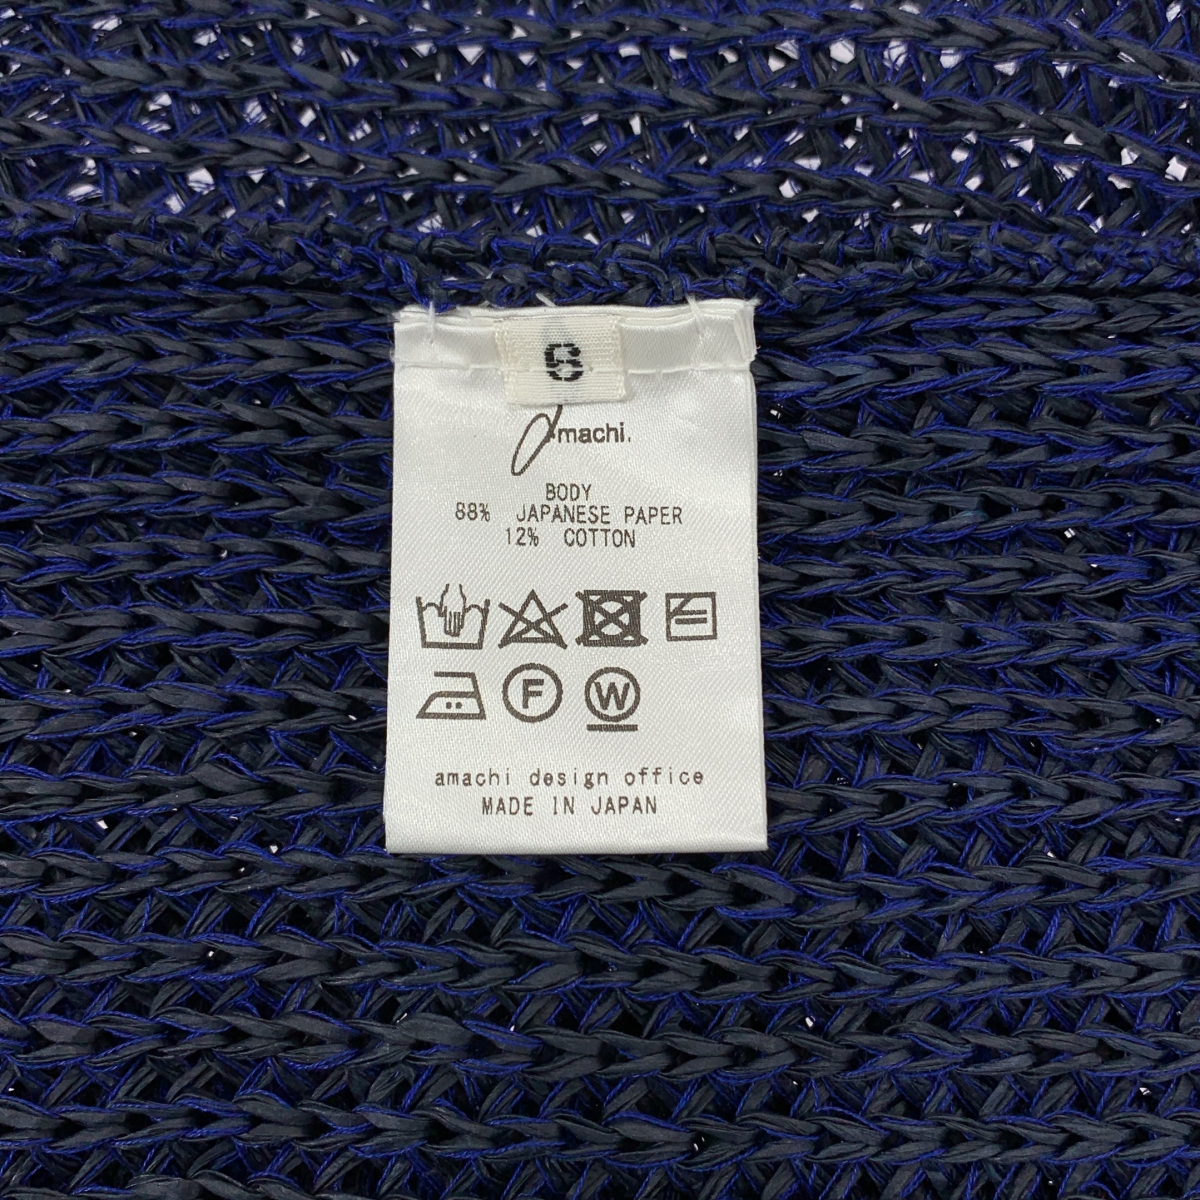 S
amachi.
BODY
88% JAPANESE PAPER
12% COTTON
F W
amachi design office
MADE IN JAPAN